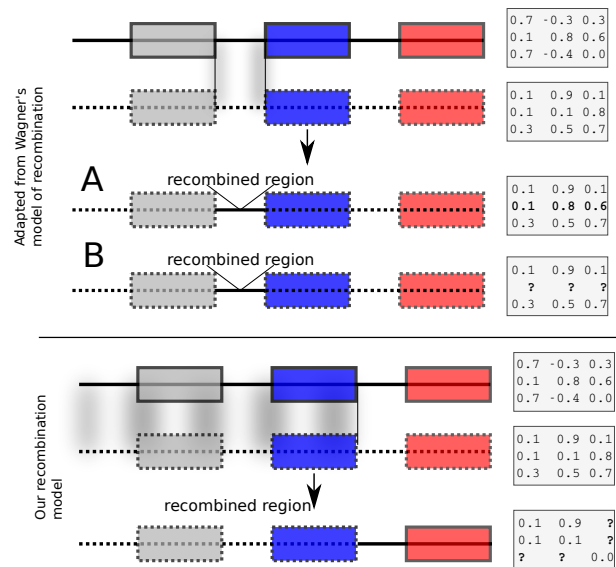 Adapted from Wagner's
model of recombination
0.7 -0.3 0.3
0.1 0.8 0.6
0.7 -0.4 0.0
0.1 0.9 0.1
0.1 0.1 0.8
0.3 0.5 0.7
A
recombined region
0.1 0.9 0.1
0.1 0.8 0.6
0.3 0.5 0.7
B
recombined region
0.1 0.9 0.1
? ? ?
0.3 0.5 0.7
Our recombination
model
0.7 -0.3 0.3
0.1 0.8 0.6
0.7 -0.4 0.0
0.1 0.9 0.1
0.1 0.1 0.8
0.3 0.5 0.7
recombined region
0.1 0.9 ?
0.1 0.1 ?
? ? 0.0